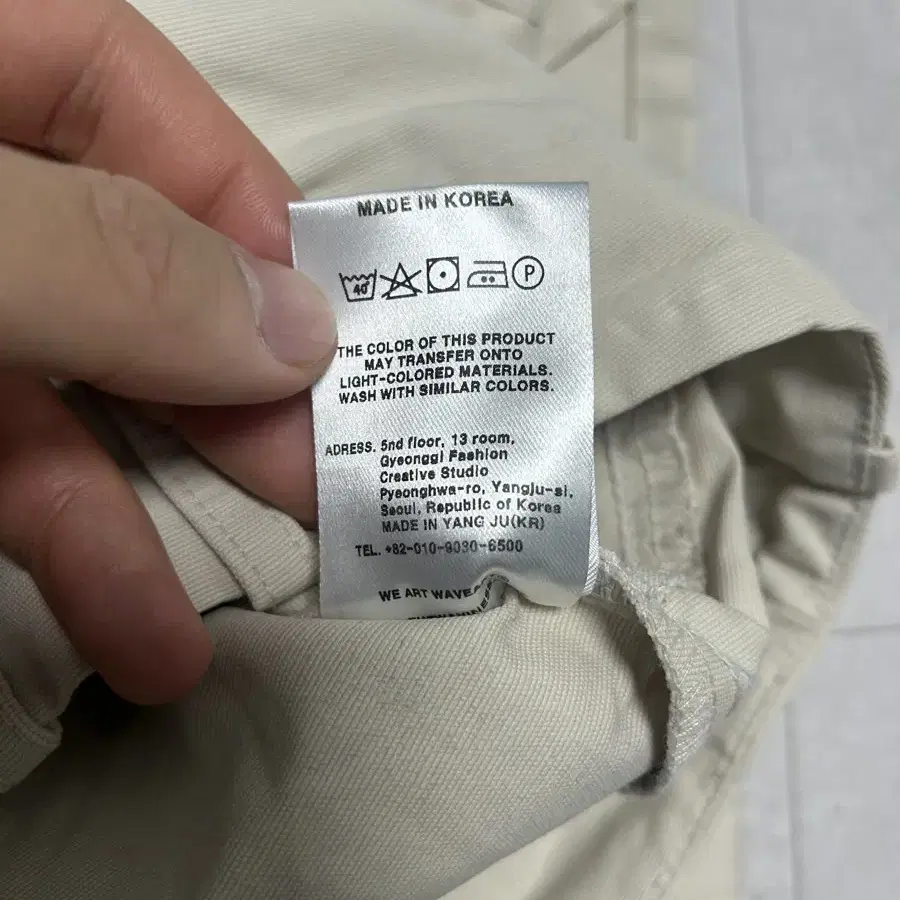 MADE IN KOREA
40 P
THE COLOR OF THIS PRODUCT
MAY TRANSFER ONTO
LIGHT-COLORED MATERIALS.
WASH WITH SIMILAR COLORS.
ADRESS. 5nd floor, 13 room,
Gyeonggi Fashion
Creative Studio
Pyeonghwa-ro, Yangju-si,
Seoul, Republic of Korea
MADE IN YANG JU(KR)
TEL. +82-010-9030-6500
WE ART